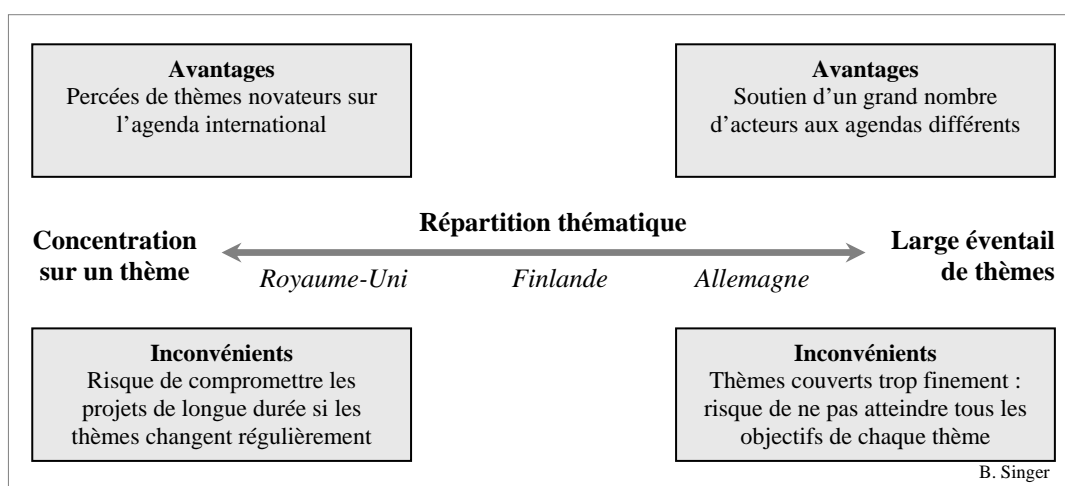 Avantages
Percées de thèmes novateurs sur
l’agenda international
Avantages
Soutien d’un grand nombre
d’acteurs aux agendas différents
Répartition thématique
Concentration
sur un thème
Large éventail
de thèmes
Royaume-Uni
Finlande
Allemagne
Inconvénients
Risque de compromettre les
projets de longue durée si les
thèmes changent régulièrement
Inconvénients
Thèmes couverts trop finement :
risque de ne pas atteindre tous les
objectifs de chaque thème
B. Singer